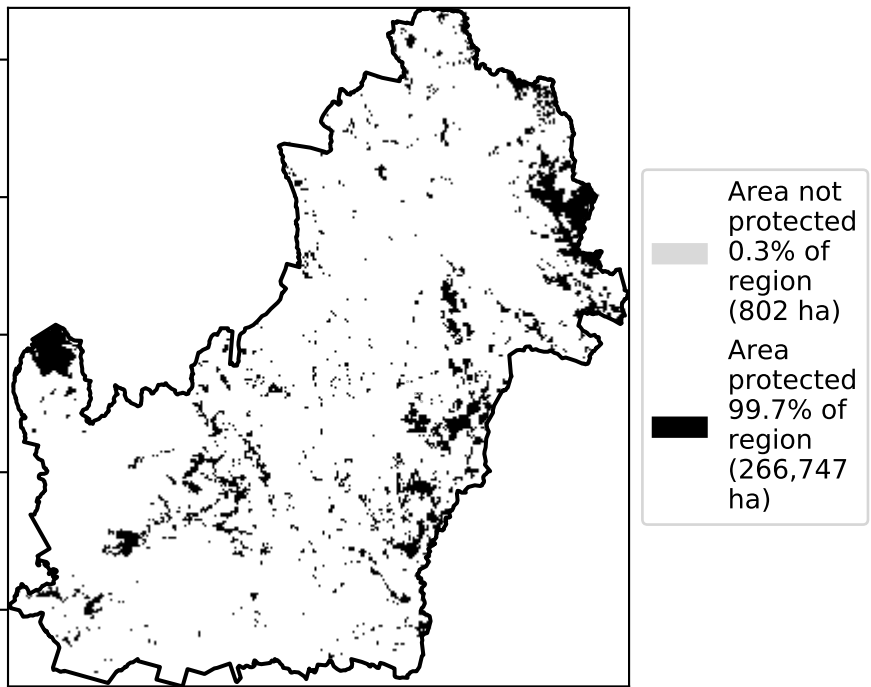 Area not
protected
0.3% of
region
(802 ha)
Area
protected
99.7% of
region
(266,747
ha)